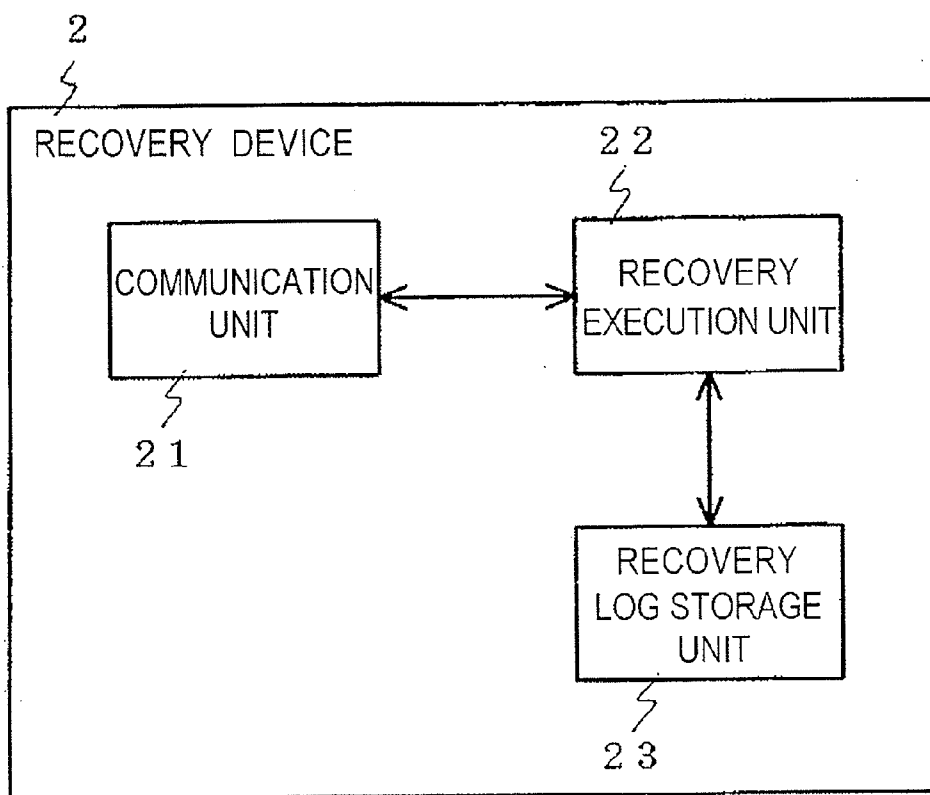 2
RECOVERY DEVICE
22
COMMUNICATION
UNIT
RECOVERY
EXECUTION UNIT
21
RECOVERY
LOG STORAGE
UNIT
23